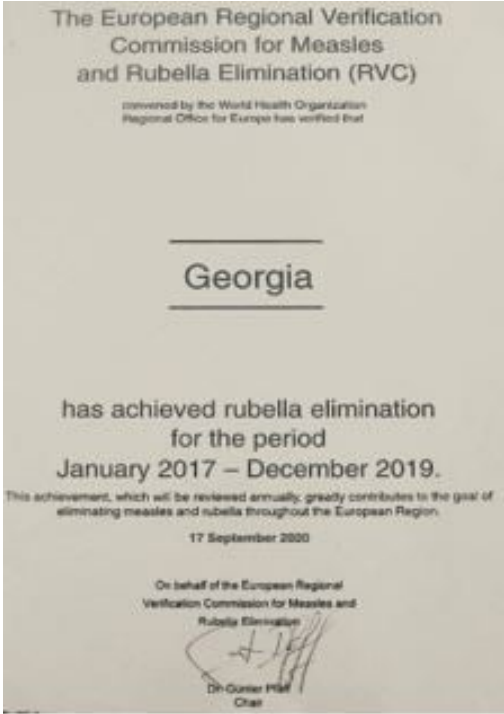 The European Regional Verification
Commission for Measles
and Rubella Elimination (RVC)
convened by the World Health Organization
Regional Office for Europe has verified that
Georgia
has achieved rubella elimination
for the period
January 2017 – December 2019.
This achievement, which will be reviewed annually, greatly contributes to the goal of
eliminating measles and rubella throughout the European Region.
17 September 2020
On behalf of the European Regional
Verification Commission for Measles and
Rubella Elimination
Dr Günter Pfaff
Chair